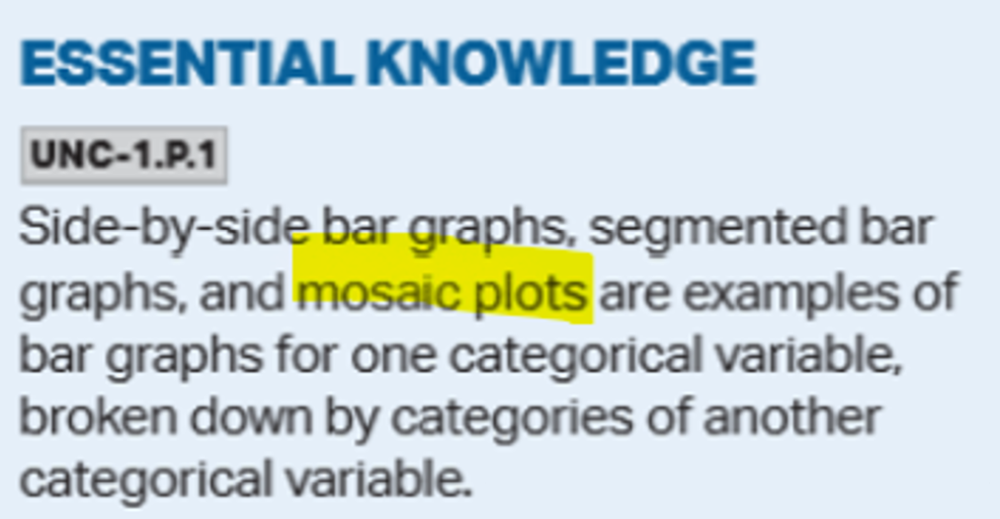 ESSENTIAL KNOWLEDGE
UNC-1.P.1
Side-by-side bar graphs, segmented bar
graphs, and mosaic plots are examples of
bar graphs for one categorical variable,
broken down by categories of another
categorical variable.